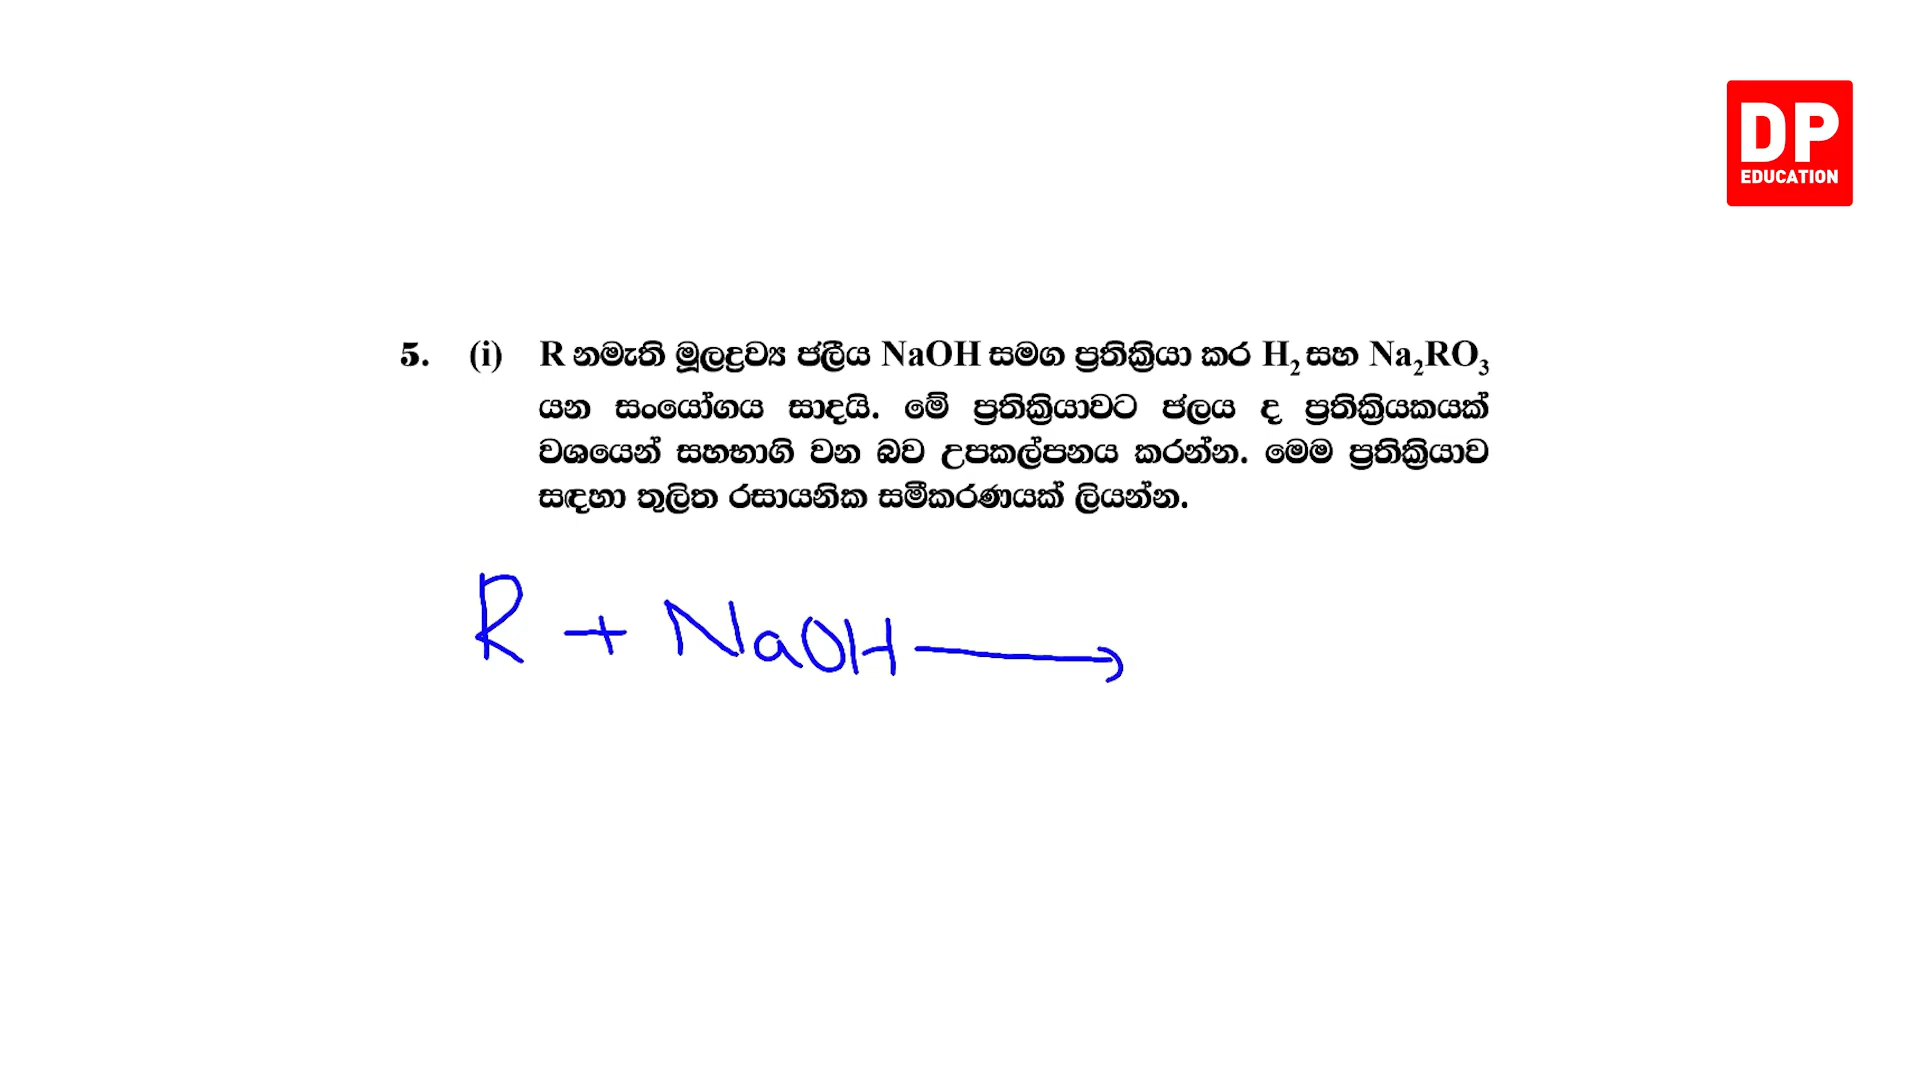 DP
EDUCATION
5. (i) R නමැති මූලද්‍රව්‍ය ජලීය NaOH සමග ප්‍රතික්‍රියා කර H₂ සහ Na₂RO₃
යන සංයෝගය සාදයි. මේ ප්‍රතික්‍රියාවට ජලය ද ප්‍රතික්‍රියකයක්
වශයෙන් සහභාගි වන බව උපකල්පනය කරන්න. මෙම ප්‍රතික්‍රියාව
සඳහා තුලිත රසායනික සමීකරණයක් ලියන්න.
R + NaOH ⟶